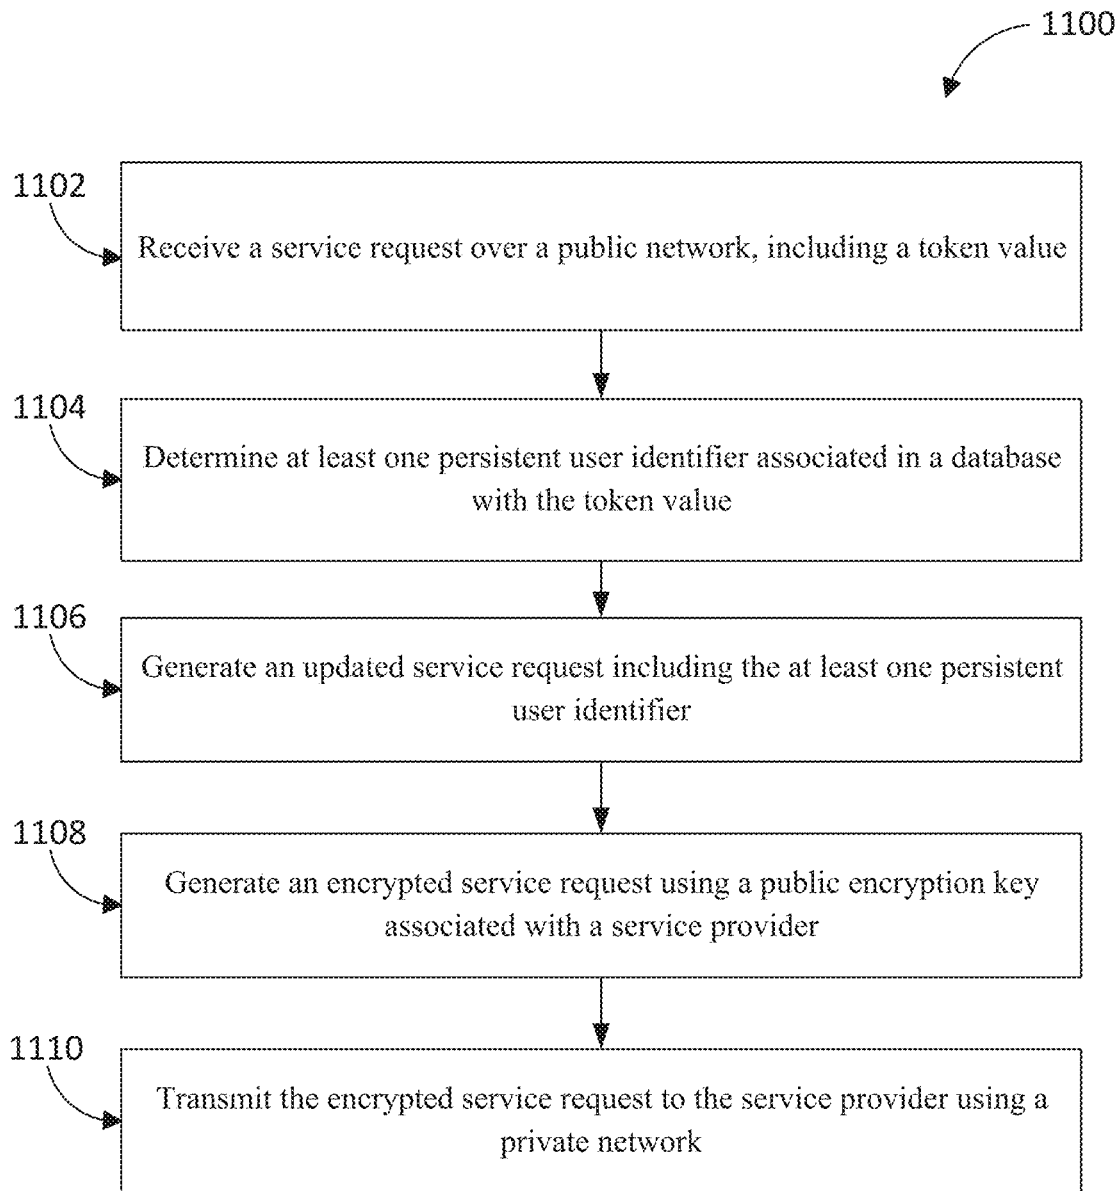 1100
1102
Receive a service request over a public network, including a token value
1104
Determine at least one persistent user identifier associated in a database
with the token value
1106
Generate an updated service request including the at least one persistent
user identifier
1108
Generate an encrypted service request using a public encryption key
associated with a service provider
1110
Transmit the encrypted service request to the service provider using a
private network